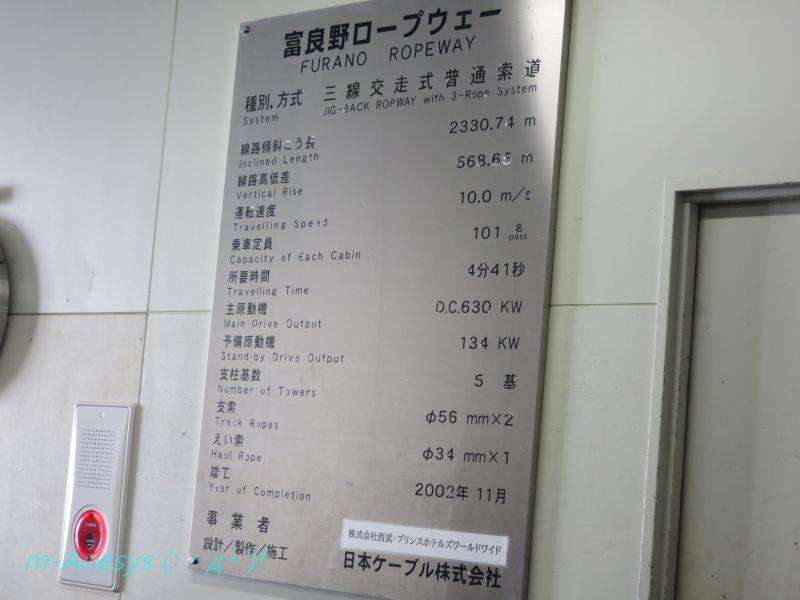 富良野ロープウェー
FURANO ROPEWAY
種別,方式 三線交走式普通索道
System JIG-BACK ROPWAY with 3-Rope System
線路傾斜こう長 2330.74 m
Inclined Length
線路高低差 568.65 m
Vertical Rise
運転速度 10.0 m/s
Travelling Speed
乗車定員 101 名
Capacity of Each Cabin pass
所要時間 4分41秒
Travelling Time
主原動機 D.C.630 KW
Main Drive Output
予備原動機 134 KW
Stand-by Drive Output
支柱基数 5 基
Number of Towers
支索 φ56 mm×2
Track Ropes
えい索 φ34 mm×1
Haul Rope
竣工 2002年 11月
Year of Completion
事業者 株式会社西武・プリンスホテルズワールドワイド
設計/製作/施工 日本ケーブル株式会社